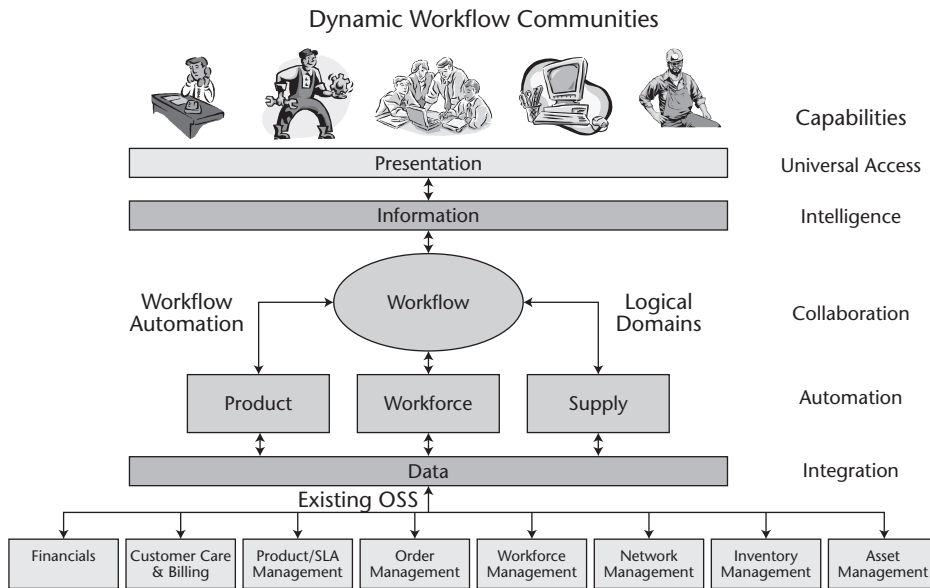 Dynamic Workflow Communities
Capabilities
Presentation
Universal Access
Information
Intelligence
Workflow
Automation
Workflow
Logical
Domains
Collaboration
Product
Workforce
Supply
Automation
Data
Integration
Existing OSS
Financials
Customer Care
& Billing
Product/SLA
Management
Order
Management
Workforce
Management
Network
Management
Inventory
Management
Asset
Management